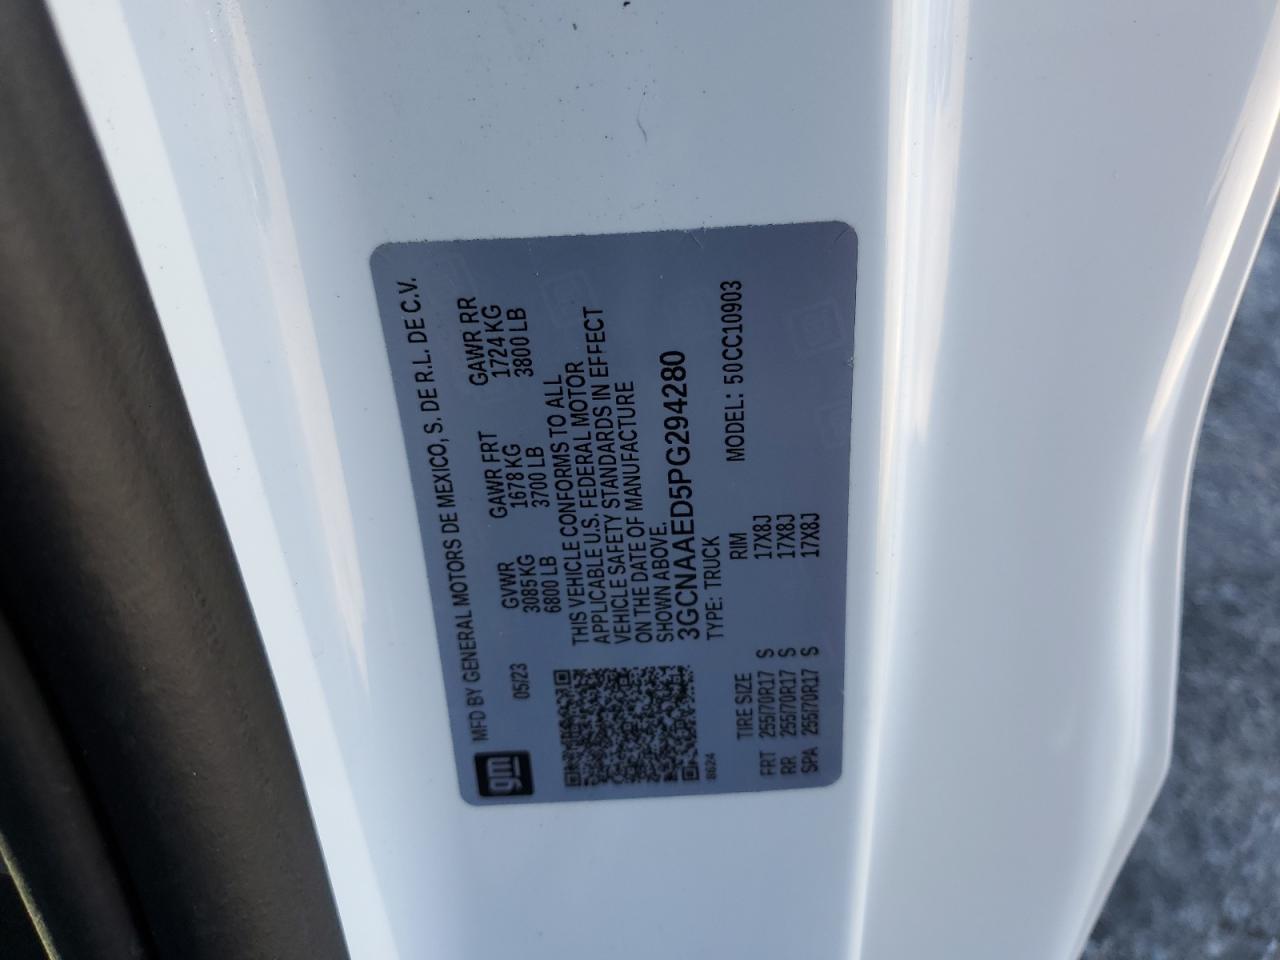 gm MFD BY GENERAL MOTORS DE MEXICO, S. DE R.L. DE C.V.
05/23 GVWR GAWR FRT GAWR RR
3085 KG 1678 KG 1724 KG
6800 LB 3700 LB 3800 LB
THIS VEHICLE CONFORMS TO ALL
APPLICABLE U.S. FEDERAL MOTOR
VEHICLE SAFETY STANDARDS IN EFFECT
ON THE DATE OF MANUFACTURE
SHOWN ABOVE.
3GCNAAED5PG294280
8624 TYPE: TRUCK MODEL: 50CC10903
TIRE SIZE RIM
FRT 255/70R17 S 17X8J
RR 255/70R17 S 17X8J
SPA 255/70R17 S 17X8J